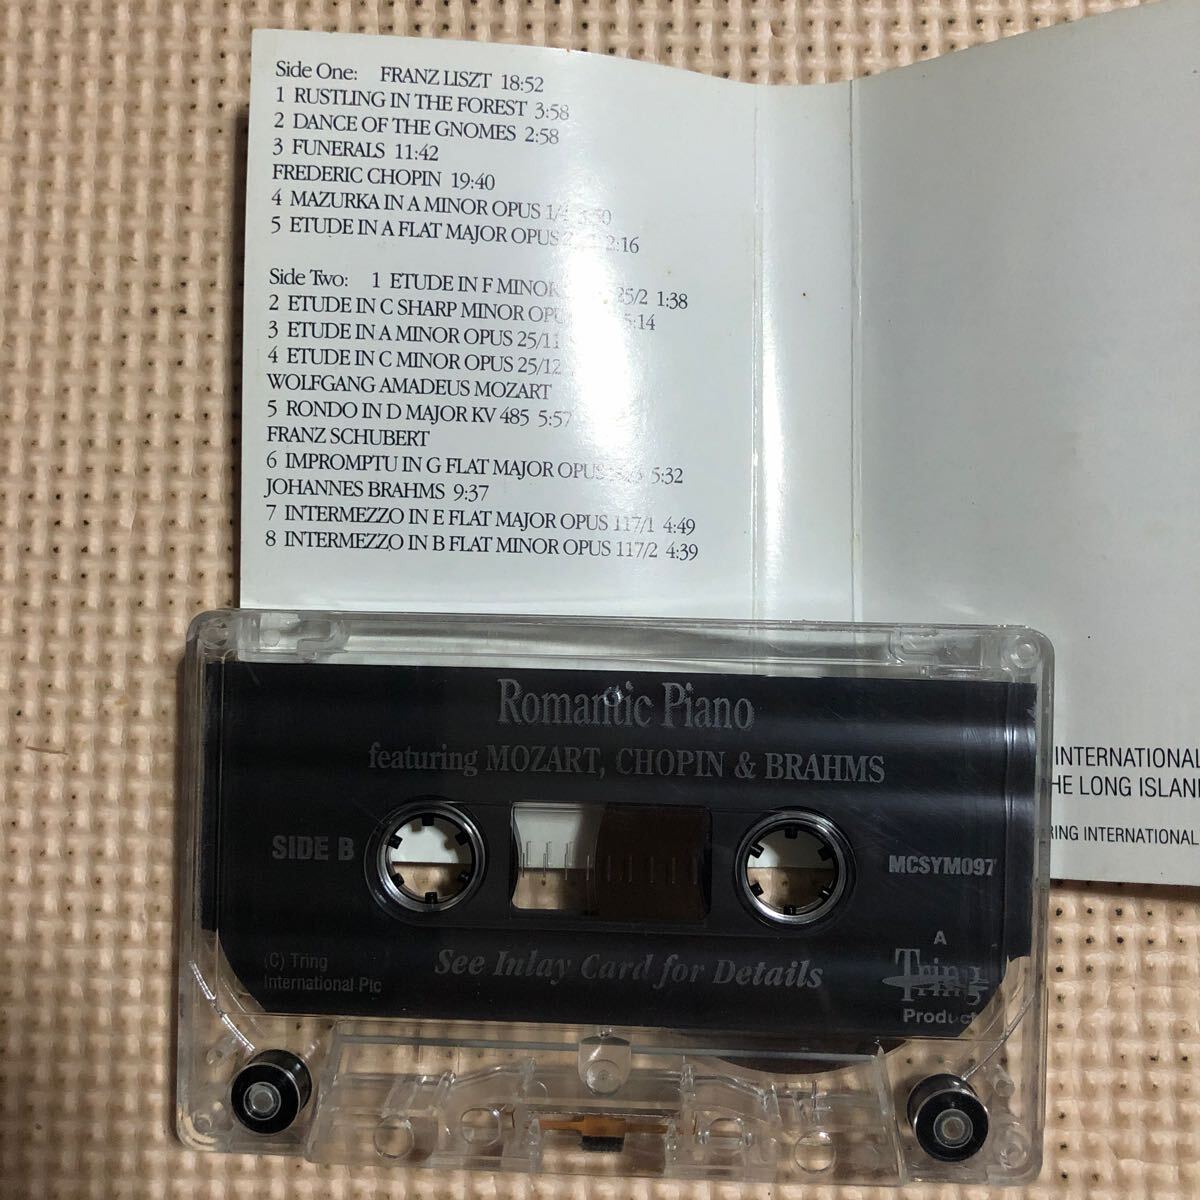 Side One: FRANZ LISZT 18:52
1 RUSTLING IN THE FOREST 3:58
2 DANCE OF THE GNOMES 2:58
3 FUNERALS 11:42
FREDERIC CHOPIN 19:40
4 MAZURKA IN A MINOR OPUS
5 ETUDE IN A FLAT MAJOR OPUS 2:16
Side Two: 1 ETUDE IN F MINOR 25/2 1:38
2 ETUDE IN C SHARP MINOR 5:14
3 ETUDE IN A MINOR OPUS 25/11
4 ETUDE IN C MINOR OPUS 25/12
WOLFGANG AMADEUS MOZART
5 RONDO IN D MAJOR KV 485 5:57
FRANZ SCHUBERT
6 IMPROMPTU IN G FLAT MAJOR OPUS 5:32
JOHANNES BRAHMS 9:37
7 INTERMEZZO IN E FLAT MAJOR OPUS 117/1 4:49
8 INTERMEZZO IN B FLAT MINOR OPUS 117/2 4:39
INTERNATIONAL
HE LONG ISLAN
RING INTERNATIONAL
Romantic Piano
featuring MOZART, CHOPIN & BRAHMS
SIDE B
MCSYM097
See Inlay Card for Details
(C) Tring
International Plc
A
Tring
Product